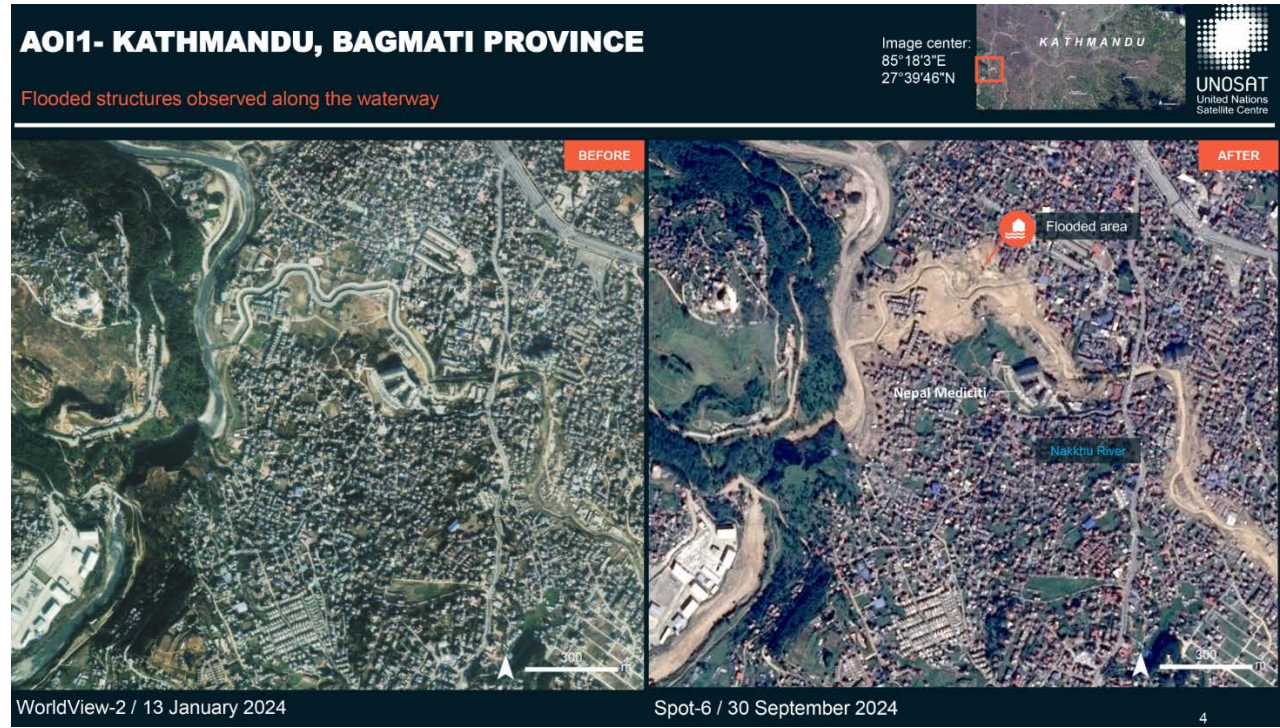 AOI1- KATHMANDU, BAGMATI PROVINCE
Flooded structures observed along the waterway
Image center:
85°18'3"E
27°39'46"N
KATHMANDU
UNOSAT
United Nations
Satellite Centre
BEFORE
AFTER
Flooded area
Nepal Mediciti
Nakkhu River
300
m
300
m
WorldView-2 / 13 January 2024
Spot-6 / 30 September 2024
4